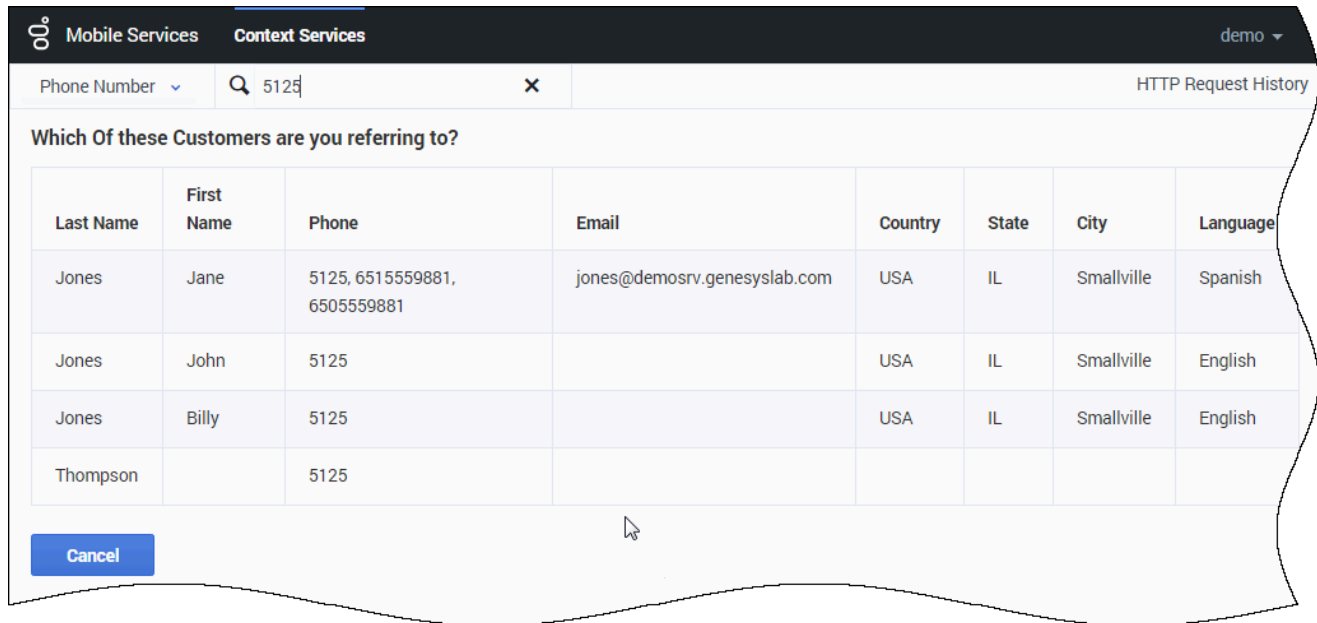 Mobile Services Context Services demo
Phone Number 5125 HTTP Request History
Which Of these Customers are you referring to?
Last Name First Name Phone Email Country State City Language
Jones Jane 5125, 6515559881, 6505559881 jones@demosrv.genesyslab.com USA IL Smallville Spanish
Jones John 5125 USA IL Smallville English
Jones Billy 5125 USA IL Smallville English
Thompson 5125
Cancel